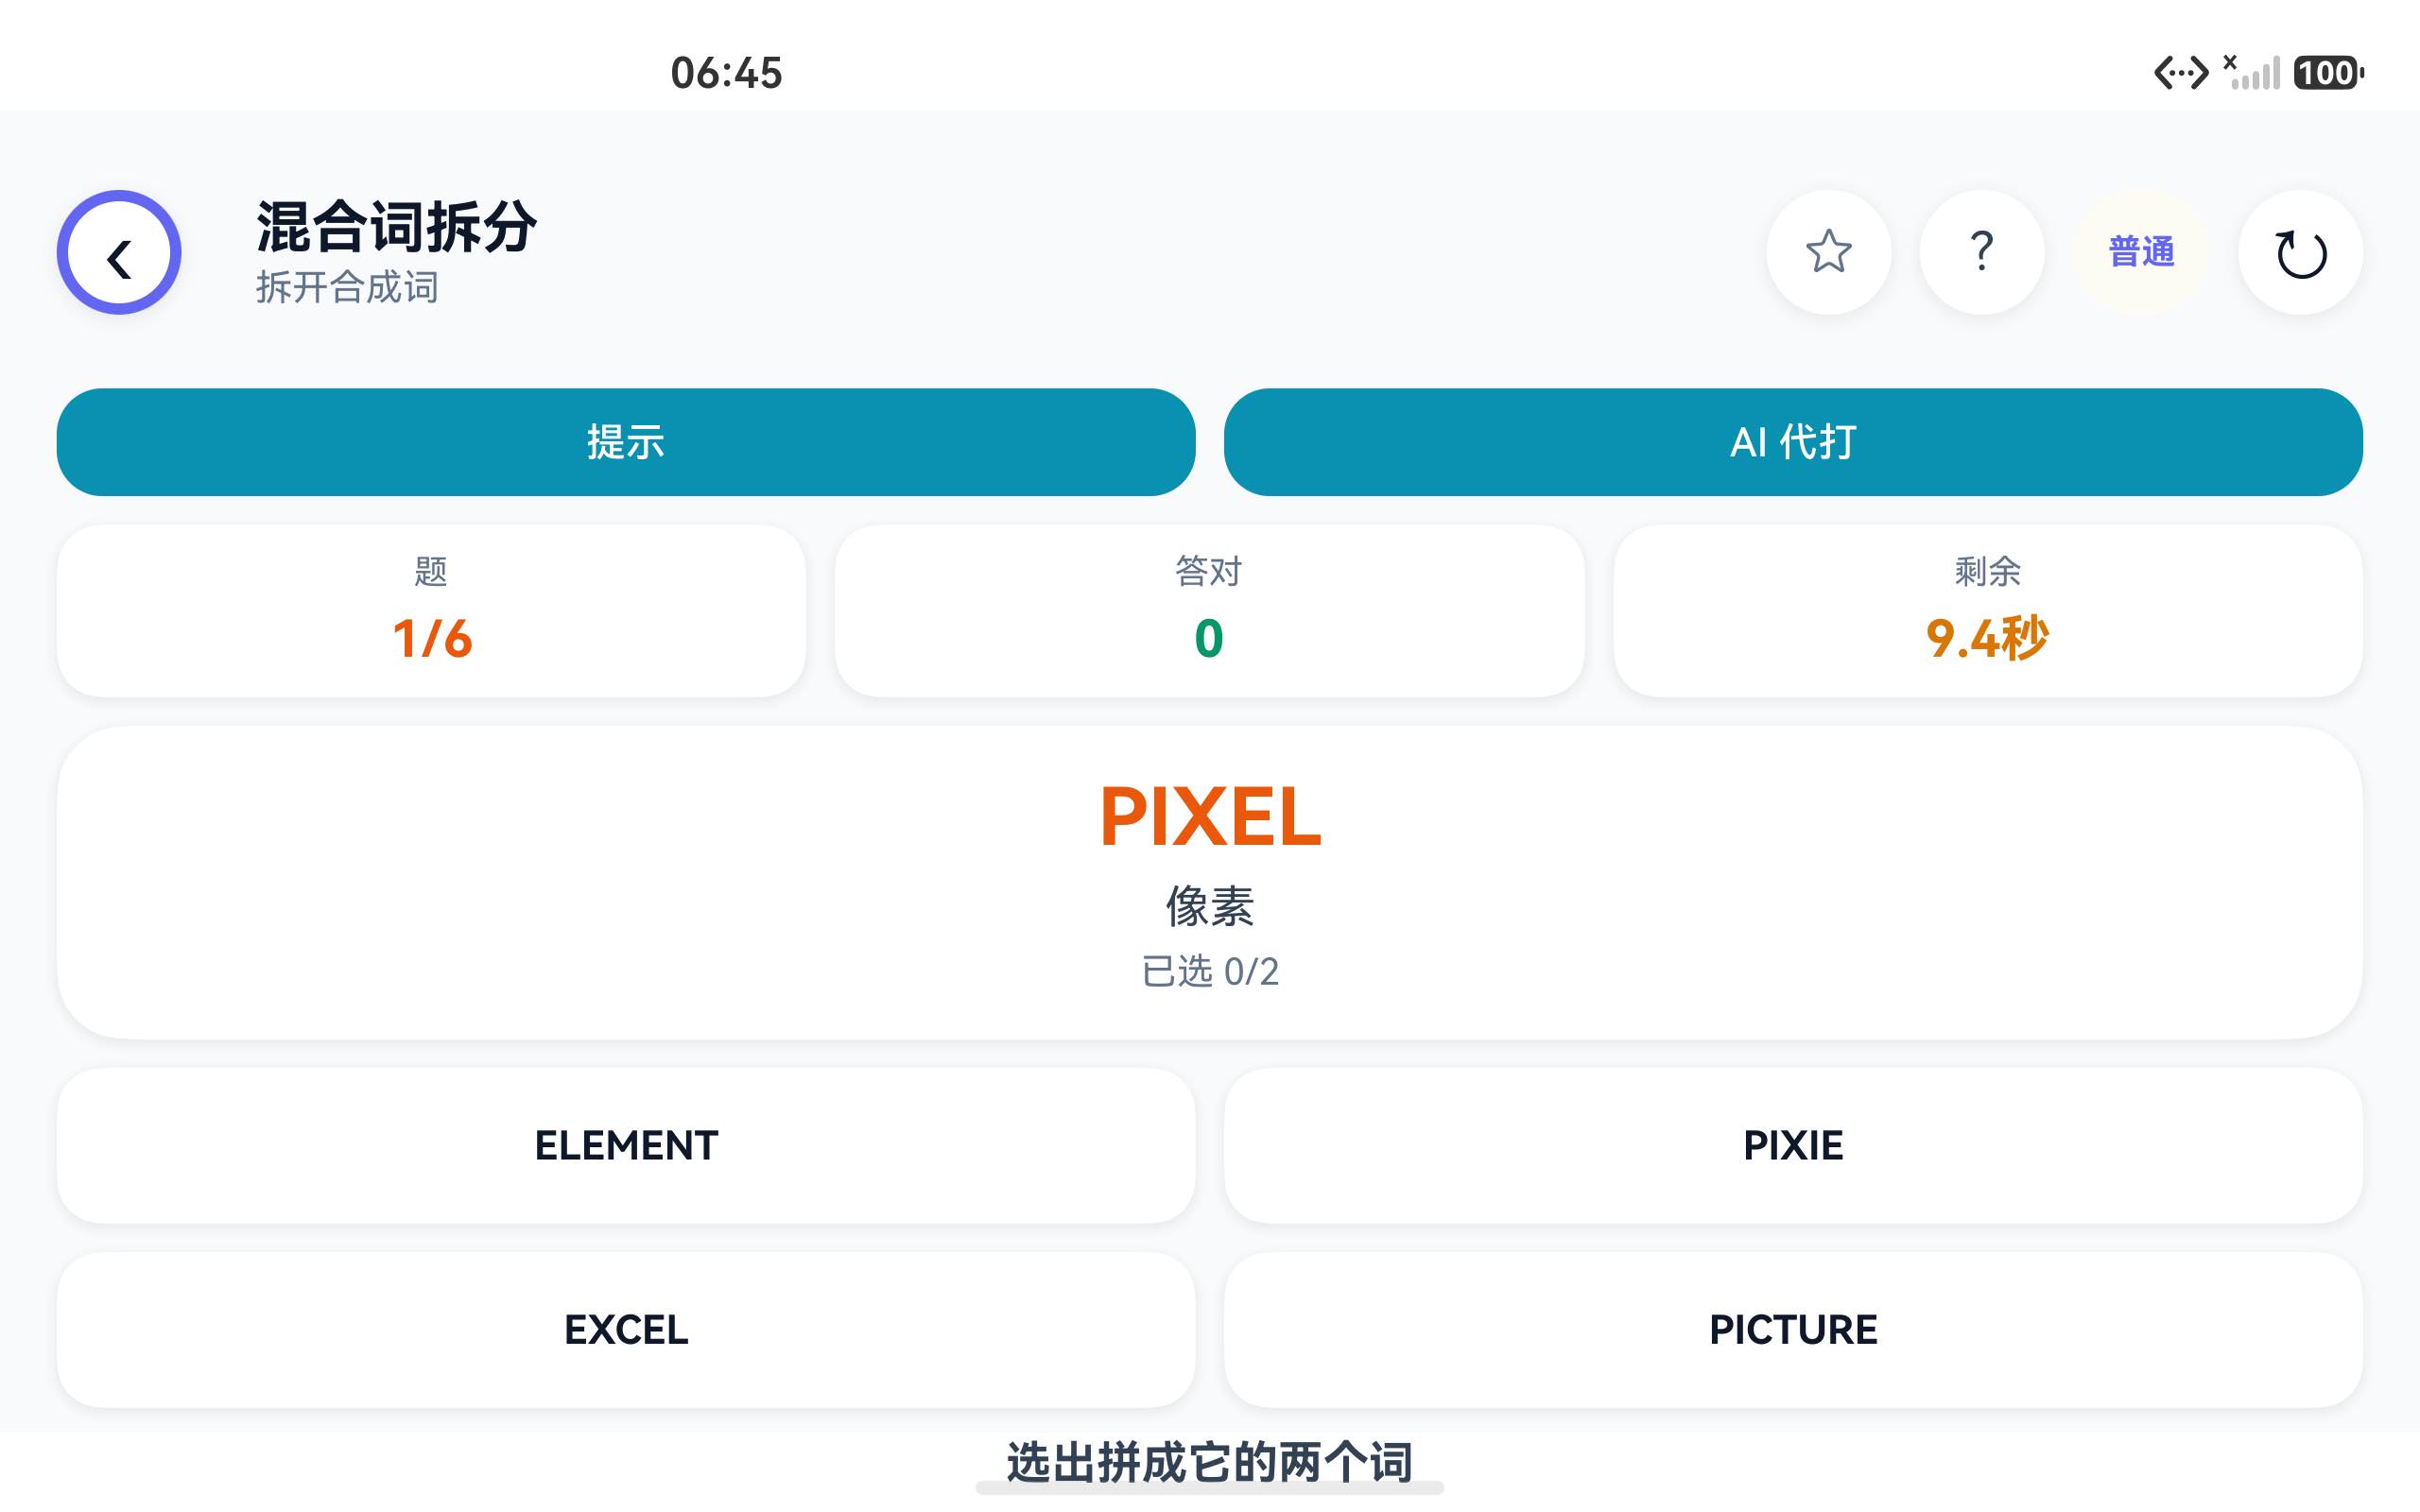 06:45
100
混合词拆分
拆开合成词
?
普通
提示
AI 代打
题
1/6
答对
0
剩余
9.4秒
PIXEL
像素
已选 0/2
ELEMENT
PIXIE
EXCEL
PICTURE
选出拼成它的两个词